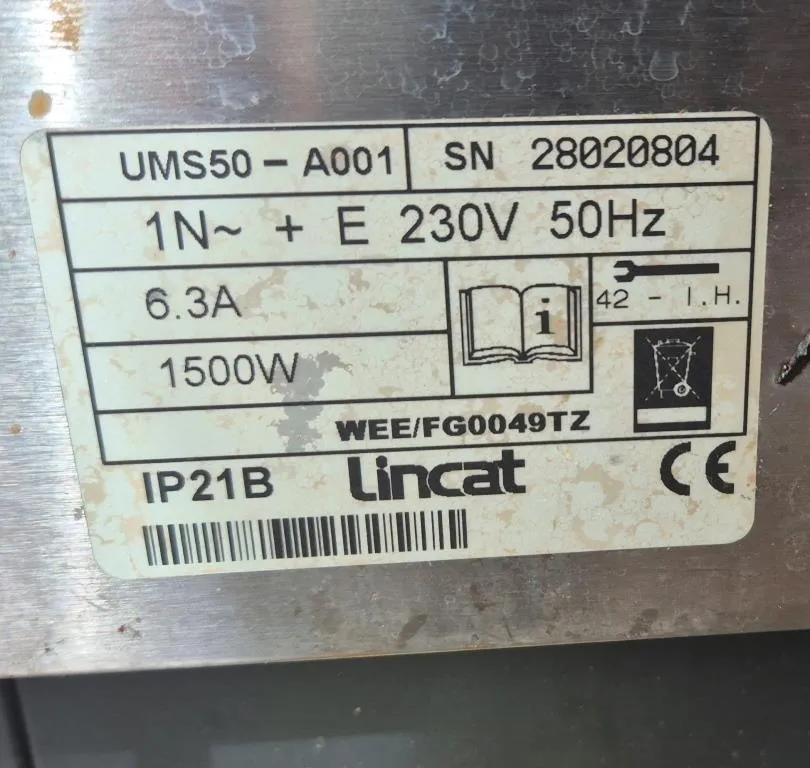 UMS50 - A001
SN 28020804
1N~ + E 230V 50Hz
6.3A
i
42 - I.H.
1500W
WEE/FG0049TZ
IP21B
Lincat
CE